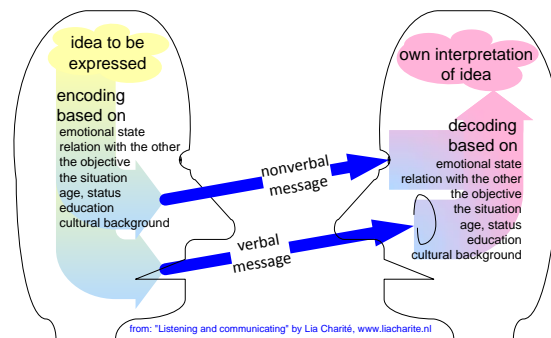 idea to be
expressed
encoding
based on
emotional state
relation with the other
the objective
the situation
age, status
education
cultural background
nonverbal
message
verbal
message
own interpretation
of idea
decoding
based on
emotional state
relation with the other
the objective
the situation
age, status
education
cultural background
from: "Listening and communicating" by Lia Charité, www.liacharite.nl